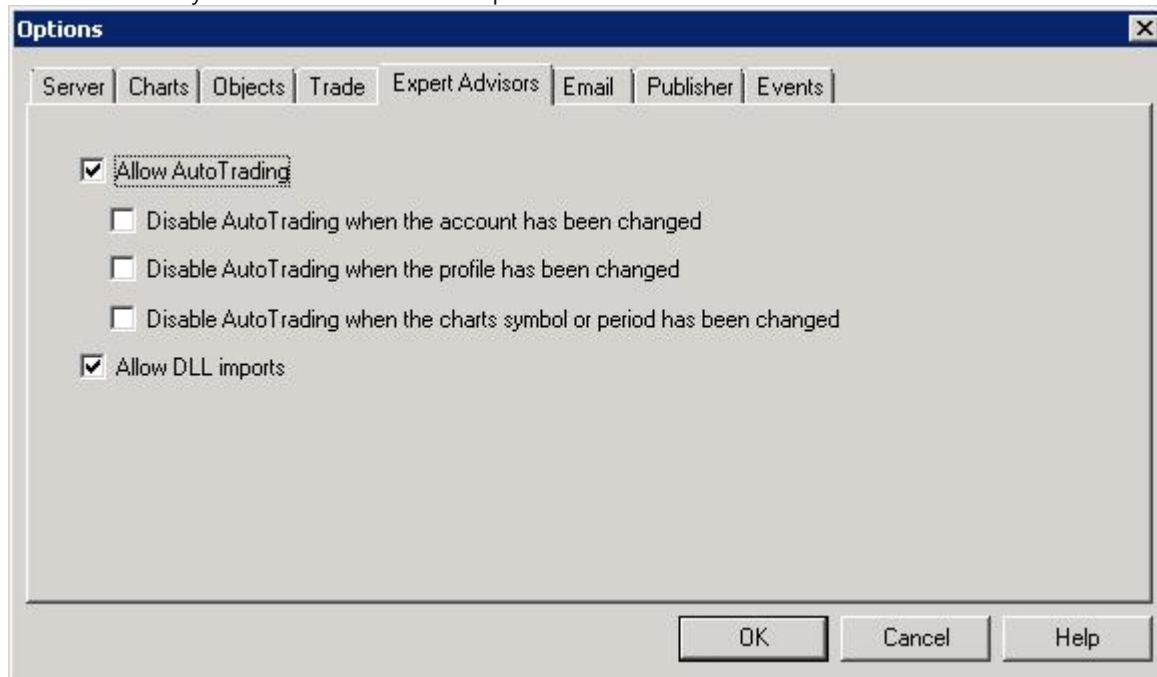 Options
Server Charts Objects Trade Expert Advisors Email Publisher Events
Allow AutoTrading
Disable AutoTrading when the account has been changed
Disable AutoTrading when the profile has been changed
Disable AutoTrading when the charts symbol or period has been changed
Allow DLL imports
OK Cancel Help